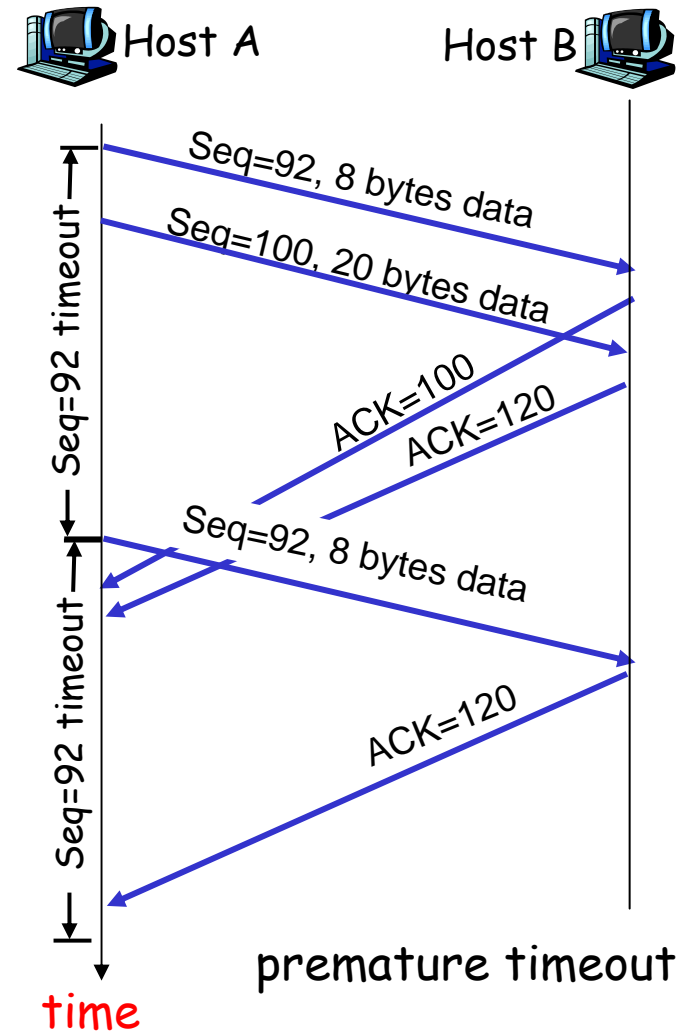 Host A
Host B
Seq=92, 8 bytes data
Seq=100, 20 bytes data
Seq=92 timeout
ACK=100
ACK=120
Seq=92, 8 bytes data
Seq=92 timeout
ACK=120
premature timeout
time